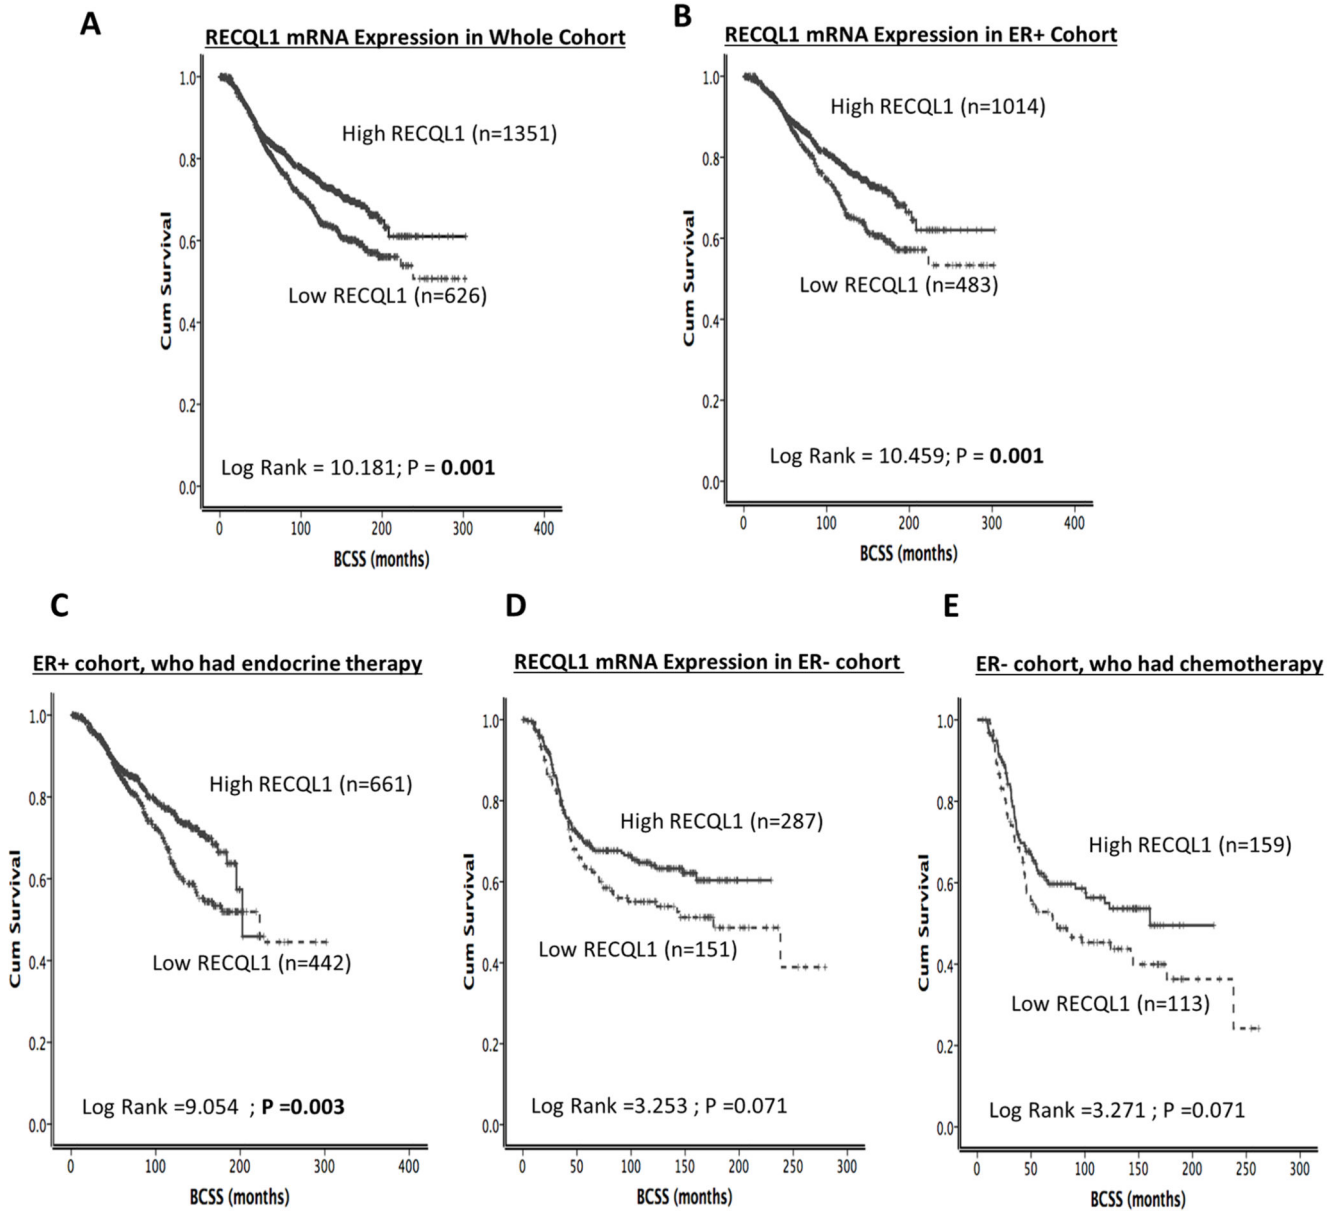 A
RECQL1 mRNA Expression in Whole Cohort
1.0
0.8
0.6
0.4
0.2
0.0
Cum Survival
High RECQL1 (n=1351)
Low RECQL1 (n=626)
Log Rank = 10.181; P = 0.001
0 100 200 300 400
BCSS (months)
B
RECQL1 mRNA Expression in ER+ Cohort
1.0
0.8
0.6
0.4
0.2
0.0
Cum Survival
High RECQL1 (n=1014)
Low RECQL1 (n=483)
Log Rank = 10.459; P = 0.001
0 100 200 300 400
BCSS (months)
C
ER+ cohort, who had endocrine therapy
1.0
0.8
0.6
0.4
0.2
0.0
Cum Survival
High RECQL1 (n=661)
Low RECQL1 (n=442)
Log Rank =9.054 ; P =0.003
0 100 200 300 400
BCSS (months)
D
RECQL1 mRNA Expression in ER- cohort
1.0
0.8
0.6
0.4
0.2
0.0
Cum Survival
High RECQL1 (n=287)
Low RECQL1 (n=151)
Log Rank =3.253 ; P =0.071
0 50 100 150 200 250 300
BCSS (months)
E
ER- cohort, who had chemotherapy
1.0
0.8
0.6
0.4
0.2
0.0
Cum Survival
High RECQL1 (n=159)
Low RECQL1 (n=113)
Log Rank =3.271 ; P =0.071
0 50 100 150 200 250 300
BCSS (months)